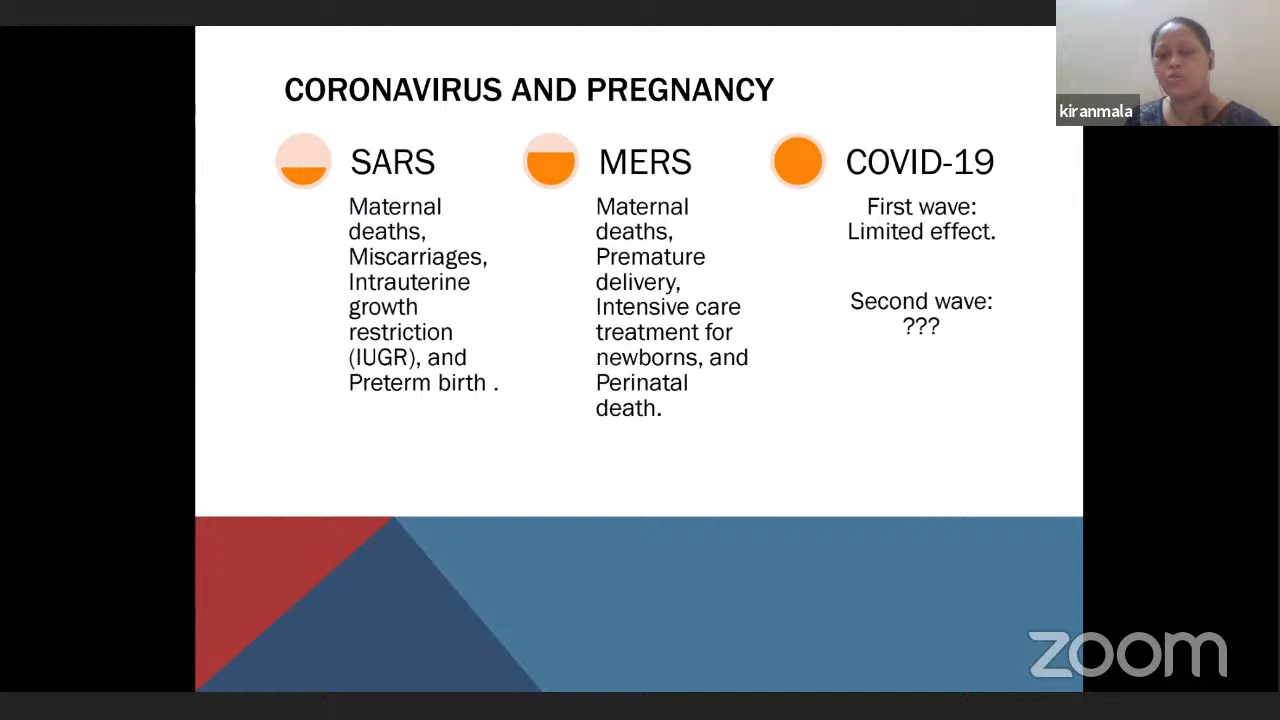 CORONAVIRUS AND PREGNANCY
SARS
Maternal
deaths,
Miscarriages,
Intrauterine
growth
restriction
(IUGR), and
Preterm birth .
MERS
Maternal
deaths,
Premature
delivery,
Intensive care
treatment for
newborns, and
Perinatal
death.
COVID-19
First wave:
Limited effect.
Second wave:
???
kiranmala
zoom